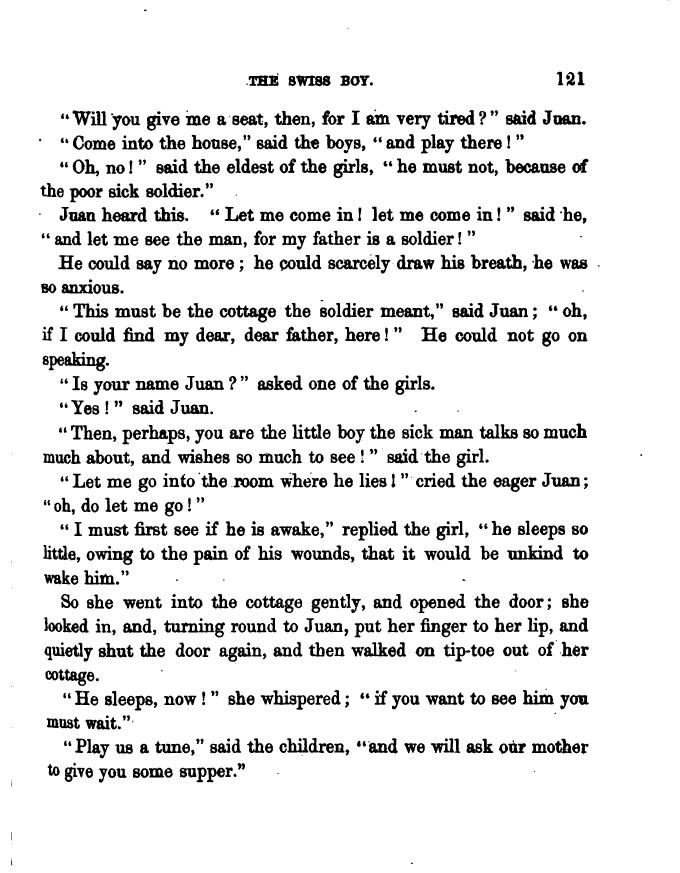 THE SWISS BOY. 121
"Will you give me a seat, then, for I am very tired?" said Juan.
"Come into the house," said the boys, "and play there!"
"Oh, no!" said the eldest of the girls, "he must not, because of
the poor sick soldier."
Juan heard this. "Let me come in! let me come in!" said he,
"and let me see the man, for my father is a soldier!"
He could say no more; he could scarcely draw his breath, he was
so anxious.
"This must be the cottage the soldier meant," said Juan; "oh,
if I could find my dear, dear father, here!" He could not go on
speaking.
"Is your name Juan?" asked one of the girls.
"Yes!" said Juan.
"Then, perhaps, you are the little boy the sick man talks so much
much about, and wishes so much to see!" said the girl.
"Let me go into the room where he lies!" cried the eager Juan;
"oh, do let me go!"
"I must first see if he is awake," replied the girl, "he sleeps so
little, owing to the pain of his wounds, that it would be unkind to
wake him."
So she went into the cottage gently, and opened the door; she
looked in, and, turning round to Juan, put her finger to her lip, and
quietly shut the door again, and then walked on tip-toe out of her
cottage.
"He sleeps, now!" she whispered; "if you want to see him you
must wait."
"Play us a tune," said the children, "and we will ask our mother
to give you some supper."